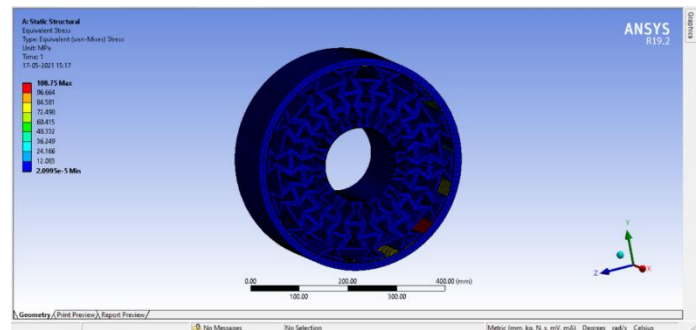 A: Static Structural
Equivalent Stress
Type: Equivalent (von-Mises) Stress
Unit: MPa
Time: 1
17-05-2021 15:17
108.75 Max
96.664
84.581
72.498
60.415
48.332
36.249
24.166
12.083
2.0995e-5 Min
ANSYS
R19.2
Graphics
Y
Z
X
0.00
200.00
400.00 (mm)
100.00
300.00
Geometry / Print Preview / Report Preview /
No Messages
No Selection
Metric (mm, kg, N, s, mV, mA) Degrees rad/s Celsius